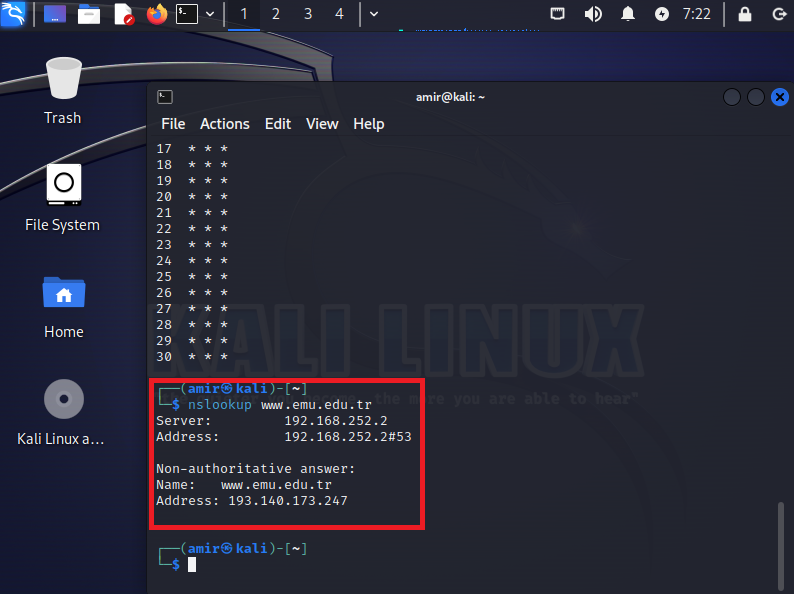 1 2 3 4 7:22
Trash
File System
Home
Kali Linux a...
amir@kali: ~
File Actions Edit View Help
17 * * *
18 * * *
19 * * *
20 * * *
21 * * *
22 * * *
23 * * *
24 * * *
25 * * *
26 * * *
27 * * *
28 * * *
29 * * *
30 * * *
KALI LINUX
become, the more you are able to hear"
┌──(amir㉿kali)-[~]
└─$ nslookup www.emu.edu.tr
Server: 192.168.252.2
Address: 192.168.252.2#53
Non-authoritative answer:
Name: www.emu.edu.tr
Address: 193.140.173.247
┌──(amir㉿kali)-[~]
└─$